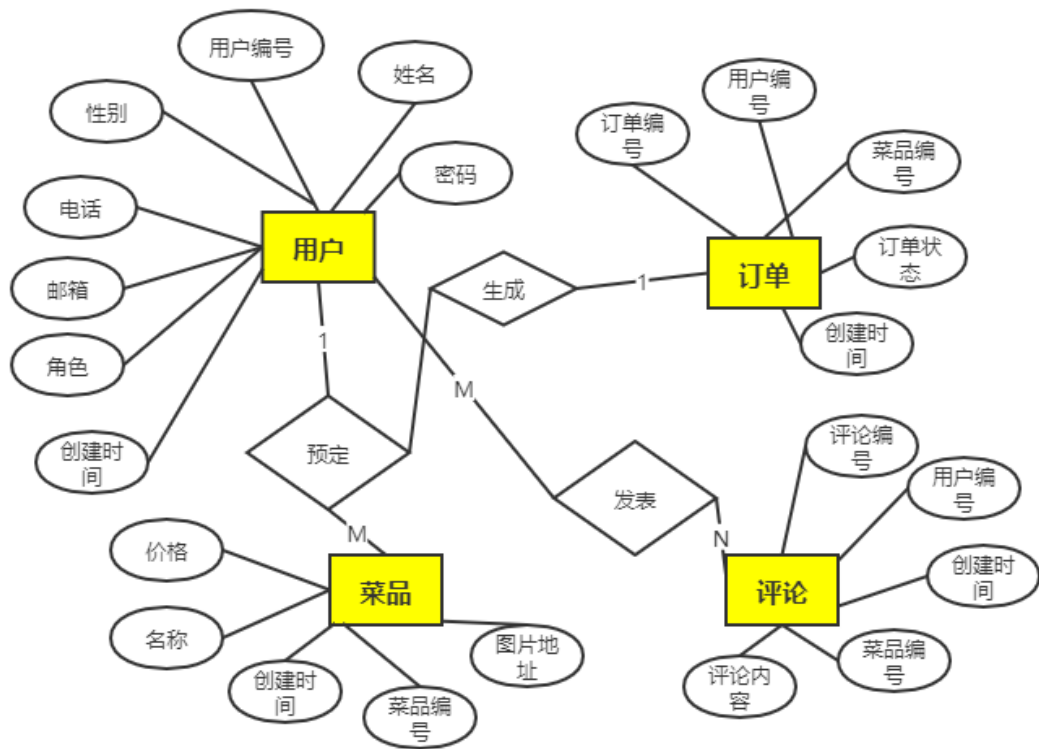 用户编号
姓名
性别
密码
电话
用户
邮箱
角色
创建时
间
1
预定
M
生成
1
用户编
号
订单编
号
菜品编
号
订单
订单状
态
创建时
间
M
发表
N
评论编
号
用户编
号
评论
创建时
间
菜品编
号
评论内
容
价格
菜品
名称
图片地
址
创建时
间
菜品编
号